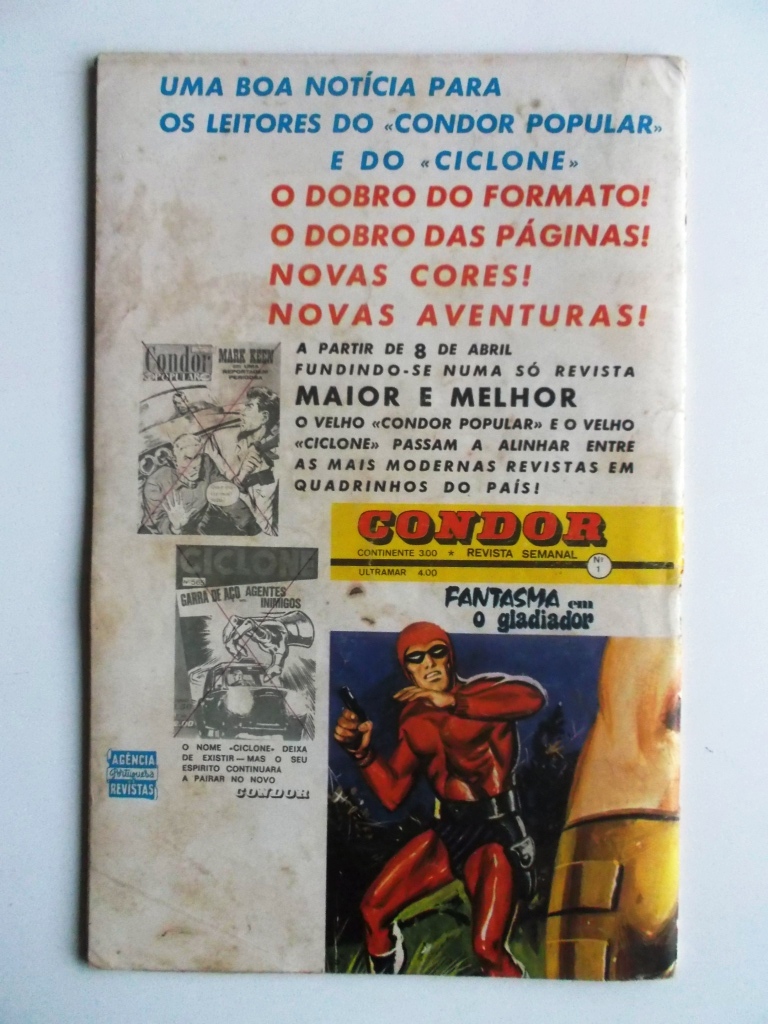 UMA BOA NOTÍCIA PARA
OS LEITORES DO «CONDOR POPULAR»
E DO «CICLONE»
O DOBRO DO FORMATO!
O DOBRO DAS PÁGINAS!
NOVAS CORES!
NOVAS AVENTURAS!
A PARTIR DE 8 DE ABRIL
FUNDINDO-SE NUMA SÓ REVISTA
MAIOR E MELHOR
O VELHO «CONDOR POPULAR» E O VELHO
«CICLONE» PASSAM A ALINHAR ENTRE
AS MAIS MODERNAS REVISTAS EM
QUADRINHOS DO PAÍS!
Condor
POPULAR
MARK KEEN
CICLONE
GARRA DE AÇO_AGENTES
INIMIGOS
O NOME «CICLONE» DEIXA
DE EXISTIR—MAS O SEU
ESPIRITO CONTINUARÁ
A PAIRAR NO NOVO
CONDOR
AGÊNCIA
Portuguesa
REVISTAS
CONDOR
CONTINENTE 3.00 * REVISTA SEMANAL
ULTRAMAR 4.00
Nº
1
FANTASMA em
o gladiador